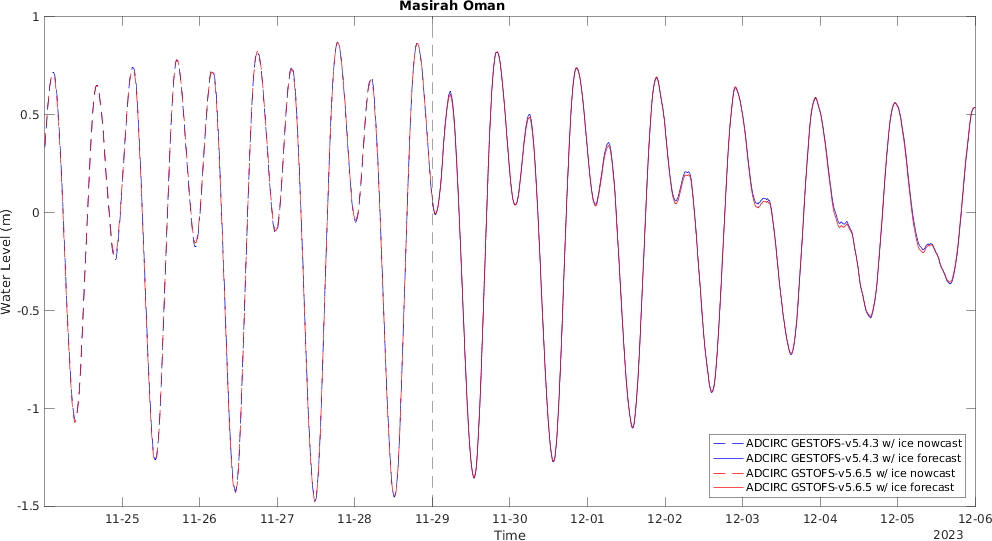 Masirah Oman
1
0.5
0
-0.5
-1
-1.5
Water Level (m)
11-25
11-26
11-27
11-28
11-29
11-30
12-01
12-02
12-03
12-04
12-05
12-06
Time
2023
ADCIRC GESTOFS-v5.4.3 w/ ice nowcast
ADCIRC GESTOFS-v5.4.3 w/ ice forecast
ADCIRC GSTOFS-v5.6.5 w/ ice nowcast
ADCIRC GSTOFS-v5.6.5 w/ ice forecast